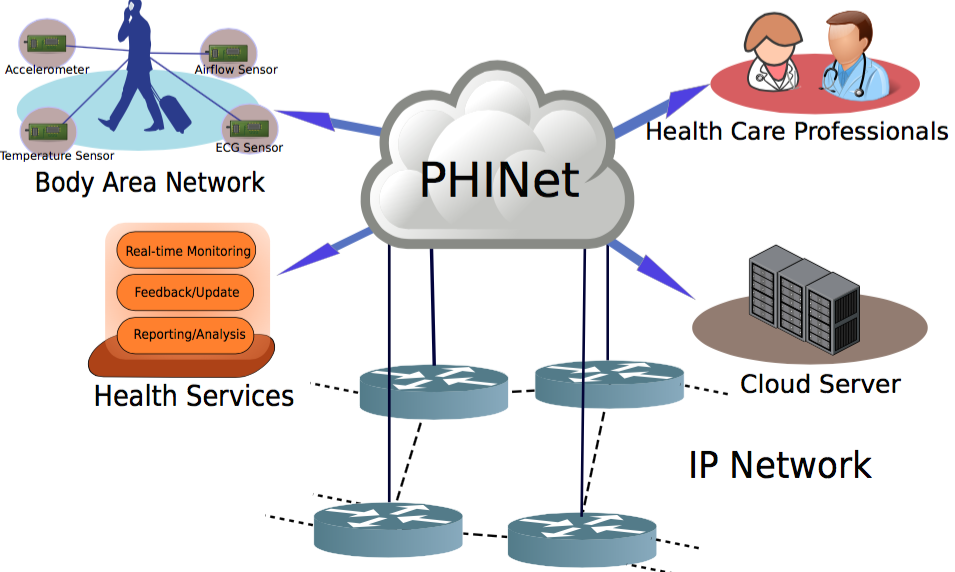 Accelerometer
Airflow Sensor
Temperature Sensor
ECG Sensor
Body Area Network
PHINet
Health Care Professionals
Real-time Monitoring
Feedback/Update
Reporting/Analysis
Health Services
Cloud Server
IP Network